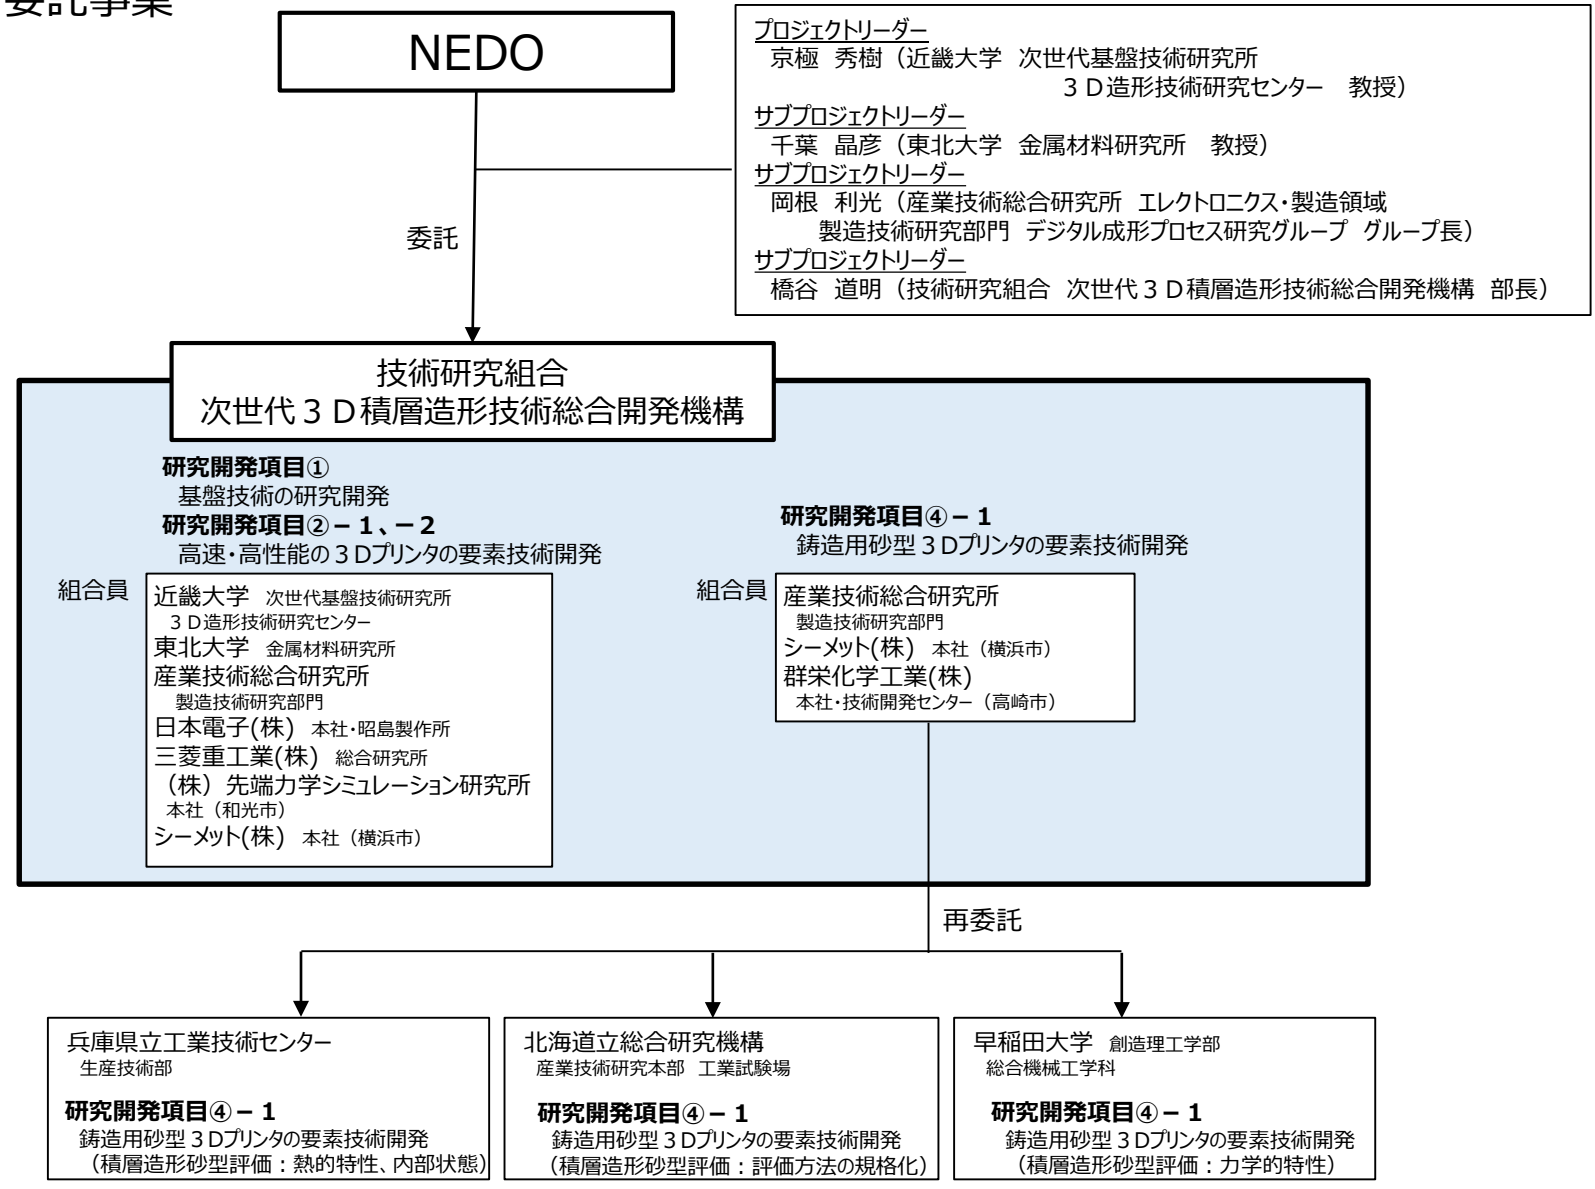 委託事業
NEDO
プロジェクトリーダー
京極 秀樹（近畿大学 次世代基盤技術研究所
３Ｄ造形技術研究センター 教授）
サブプロジェクトリーダー
千葉 晶彦（東北大学 金属材料研究所 教授）
サブプロジェクトリーダー
岡根 利光（産業技術総合研究所 エレクトロニクス・製造領域
製造技術研究部門 デジタル成形プロセス研究グループ グループ長）
サブプロジェクトリーダー
橋谷 道明（技術研究組合 次世代３Ｄ積層造形技術総合開発機構 部長）
委託
技術研究組合
次世代３Ｄ積層造形技術総合開発機構
研究開発項目①
基盤技術の研究開発
研究開発項目②－１、－２
高速・高性能の３Dプリンタの要素技術開発
組合員
近畿大学 次世代基盤技術研究所
３Ｄ造形技術研究センター
東北大学 金属材料研究所
産業技術総合研究所
製造技術研究部門
日本電子(株) 本社・昭島製作所
三菱重工業(株) 総合研究所
（株）先端力学シミュレーション研究所
本社（和光市）
シーメット(株) 本社（横浜市）
研究開発項目④－１
鋳造用砂型３Dプリンタの要素技術開発
組合員
産業技術総合研究所
製造技術研究部門
シーメット(株) 本社（横浜市）
群栄化学工業(株)
本社・技術開発センター（高崎市）
再委託
兵庫県立工業技術センター
生産技術部
研究開発項目④－１
鋳造用砂型３Dプリンタの要素技術開発
（積層造形砂型評価：熱的特性、内部状態）
北海道立総合研究機構
産業技術研究本部 工業試験場
研究開発項目④－１
鋳造用砂型３Dプリンタの要素技術開発
（積層造形砂型評価：評価方法の規格化）
早稲田大学 創造理工学部
総合機械工学科
研究開発項目④－１
鋳造用砂型３Dプリンタの要素技術開発
（積層造形砂型評価：力学的特性）